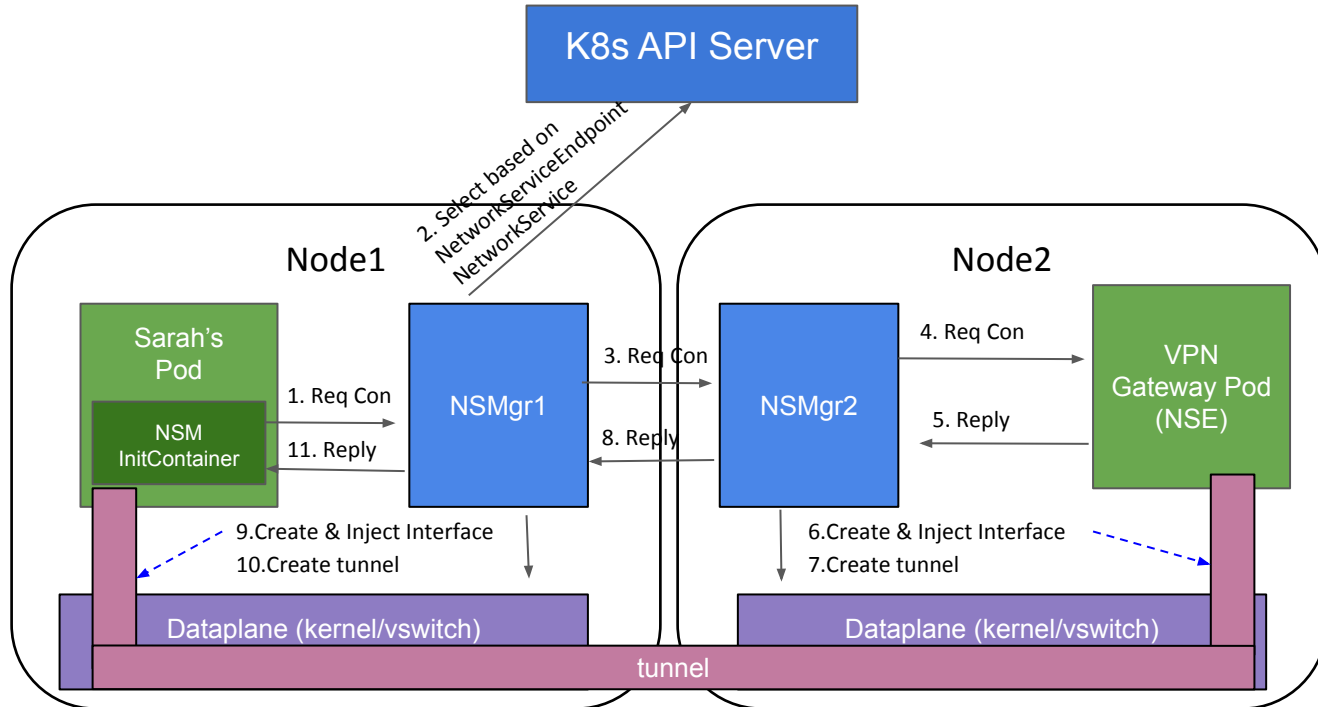 K8s API Server
2. Select based on
NetworkServiceEndpoint
NetworkService
Node1
Node2
Sarah's
Pod
NSM
InitContainer
1. Req Con
11. Reply
NSMgr1
3. Req Con
8. Reply
NSMgr2
4. Req Con
5. Reply
VPN
Gateway Pod
(NSE)
9.Create & Inject Interface
10.Create tunnel
6.Create & Inject Interface
7.Create tunnel
Dataplane (kernel/vswitch)
Dataplane (kernel/vswitch)
tunnel